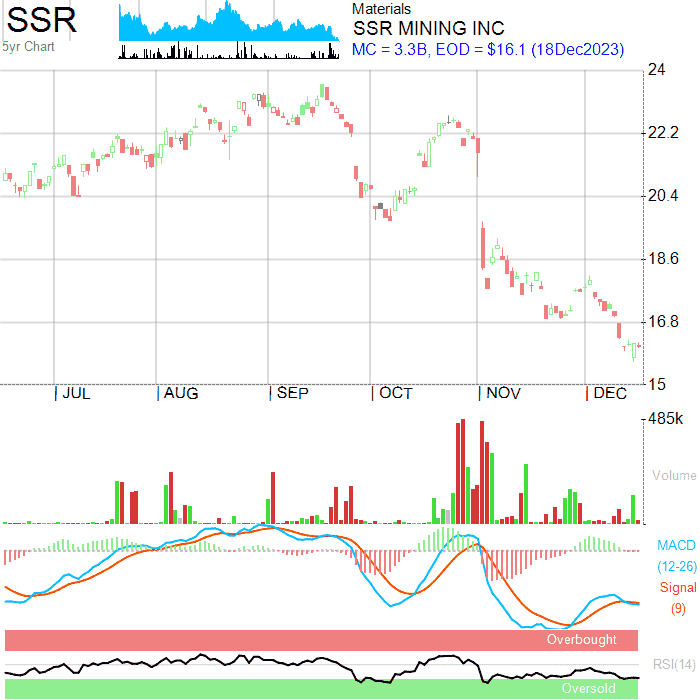 SSR
5yr Chart
Materials
SSR MINING INC
MC = 3.3B, EOD = $16.1 (18Dec2023)
24
22.2
20.4
18.6
16.8
15
JUL AUG SEP OCT NOV DEC
485k
Volume
MACD
(12-26)
Signal
(9)
Overbought
RSI(14)
Oversold